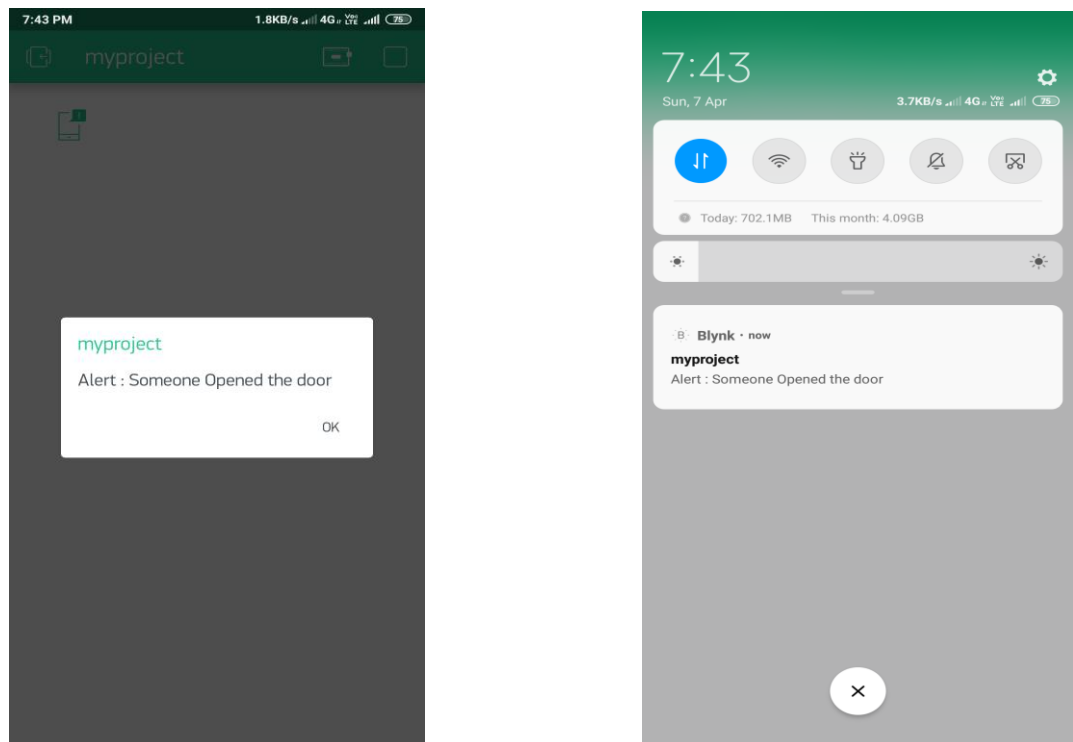 7:43 PM 1.8KB/s 4G VoLTE 75
myproject
myproject
Alert : Someone Opened the door
OK
7:43
Sun, 7 Apr 3.7KB/s 4G VoLTE 75
Today: 702.1MB This month: 4.09GB
B Blynk · now
myproject
Alert : Someone Opened the door